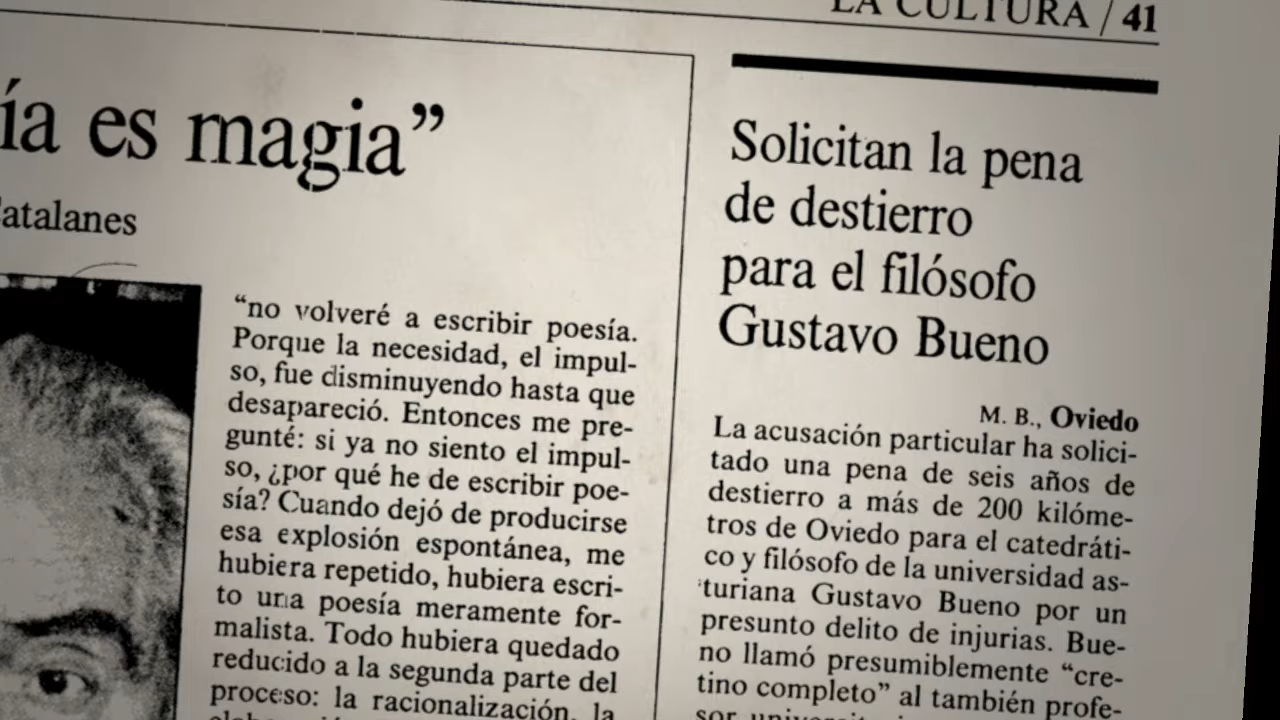 LA CULTURA / 41
ía es magia”
Catalanes
“no volveré a escribir poesía.
Porque la necesidad, el impul-
so, fue disminuyendo hasta que
desapareció. Entonces me pre-
gunté: si ya no siento el impul-
so, ¿por qué he de escribir poe-
sía? Cuando dejó de producirse
esa explosión espontánea, me
hubiera repetido, hubiera escri-
to una poesía meramente for-
malista. Todo hubiera quedado
reducido a la segunda parte del
proceso: la racionalización, la
Solicitan la pena
de destierro
para el filósofo
Gustavo Bueno
M. B., Oviedo
La acusación particular ha solici-
tado una pena de seis años de
destierro a más de 200 kilóme-
tros de Oviedo para el catedráti-
co y filósofo de la universidad as-
turiana Gustavo Bueno por un
presunto delito de injurias. Bue-
no llamó presumiblemente “cre-
tino completo” al también profe-